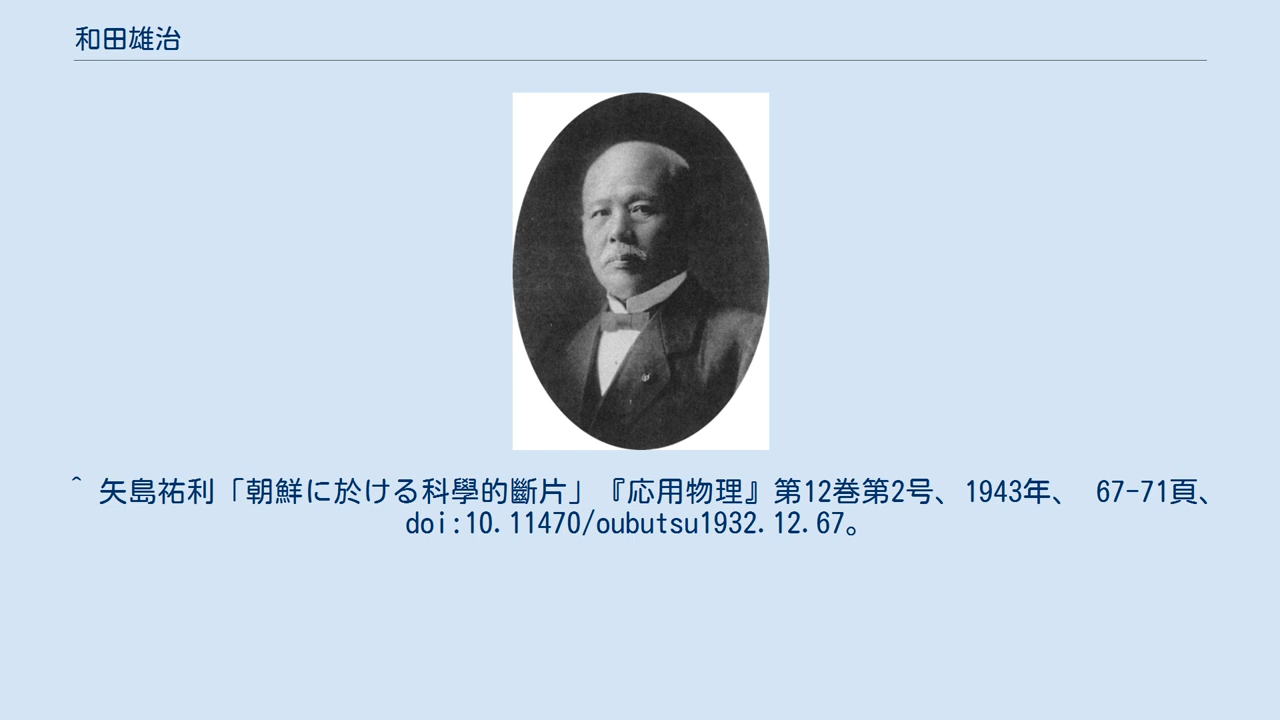 和田雄治
^ 矢島祐利「朝鮮に於ける科學的斷片」『応用物理』第12巻第2号、1943年、 67-71頁、
doi:10.11470/oubutsu1932.12.67。